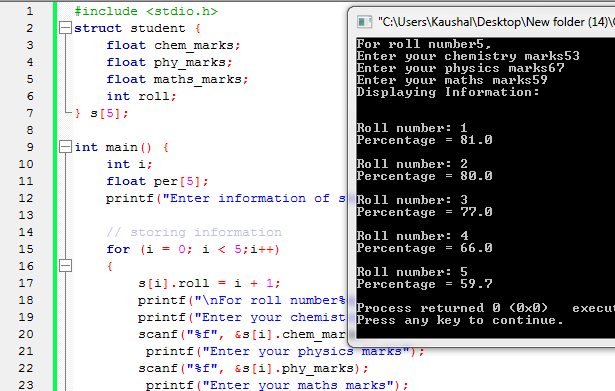 1 #include <stdio.h>
2 struct student {
3 float chem_marks;
4 float phy_marks;
5 float maths_marks;
6 int roll;
7 } s[5];
8
9 int main() {
10 int i;
11 float per[5];
12 printf("Enter information of s
13
14 // storing information
15 for (i = 0; i < 5;i++)
16 {
17 s[i].roll = i + 1;
18 printf("\nFor roll number%
19 printf("Enter your chemist
20 scanf("%f", &s[i].chem_mar
21 printf("Enter your physics marks");
22 scanf("%f", &s[i].phy_marks);
23 printf("Enter your maths marks");
"C:\Users\Kaushal\Desktop\New folder (14)\
For roll number5,
Enter your chemistry marks53
Enter your physics marks67
Enter your maths marks59
Displaying Information:
Roll number: 1
Percentage = 81.0
Roll number: 2
Percentage = 80.0
Roll number: 3
Percentage = 77.0
Roll number: 4
Percentage = 66.0
Roll number: 5
Percentage = 59.7
Process returned 0 (0x0) execut
Press any key to continue.